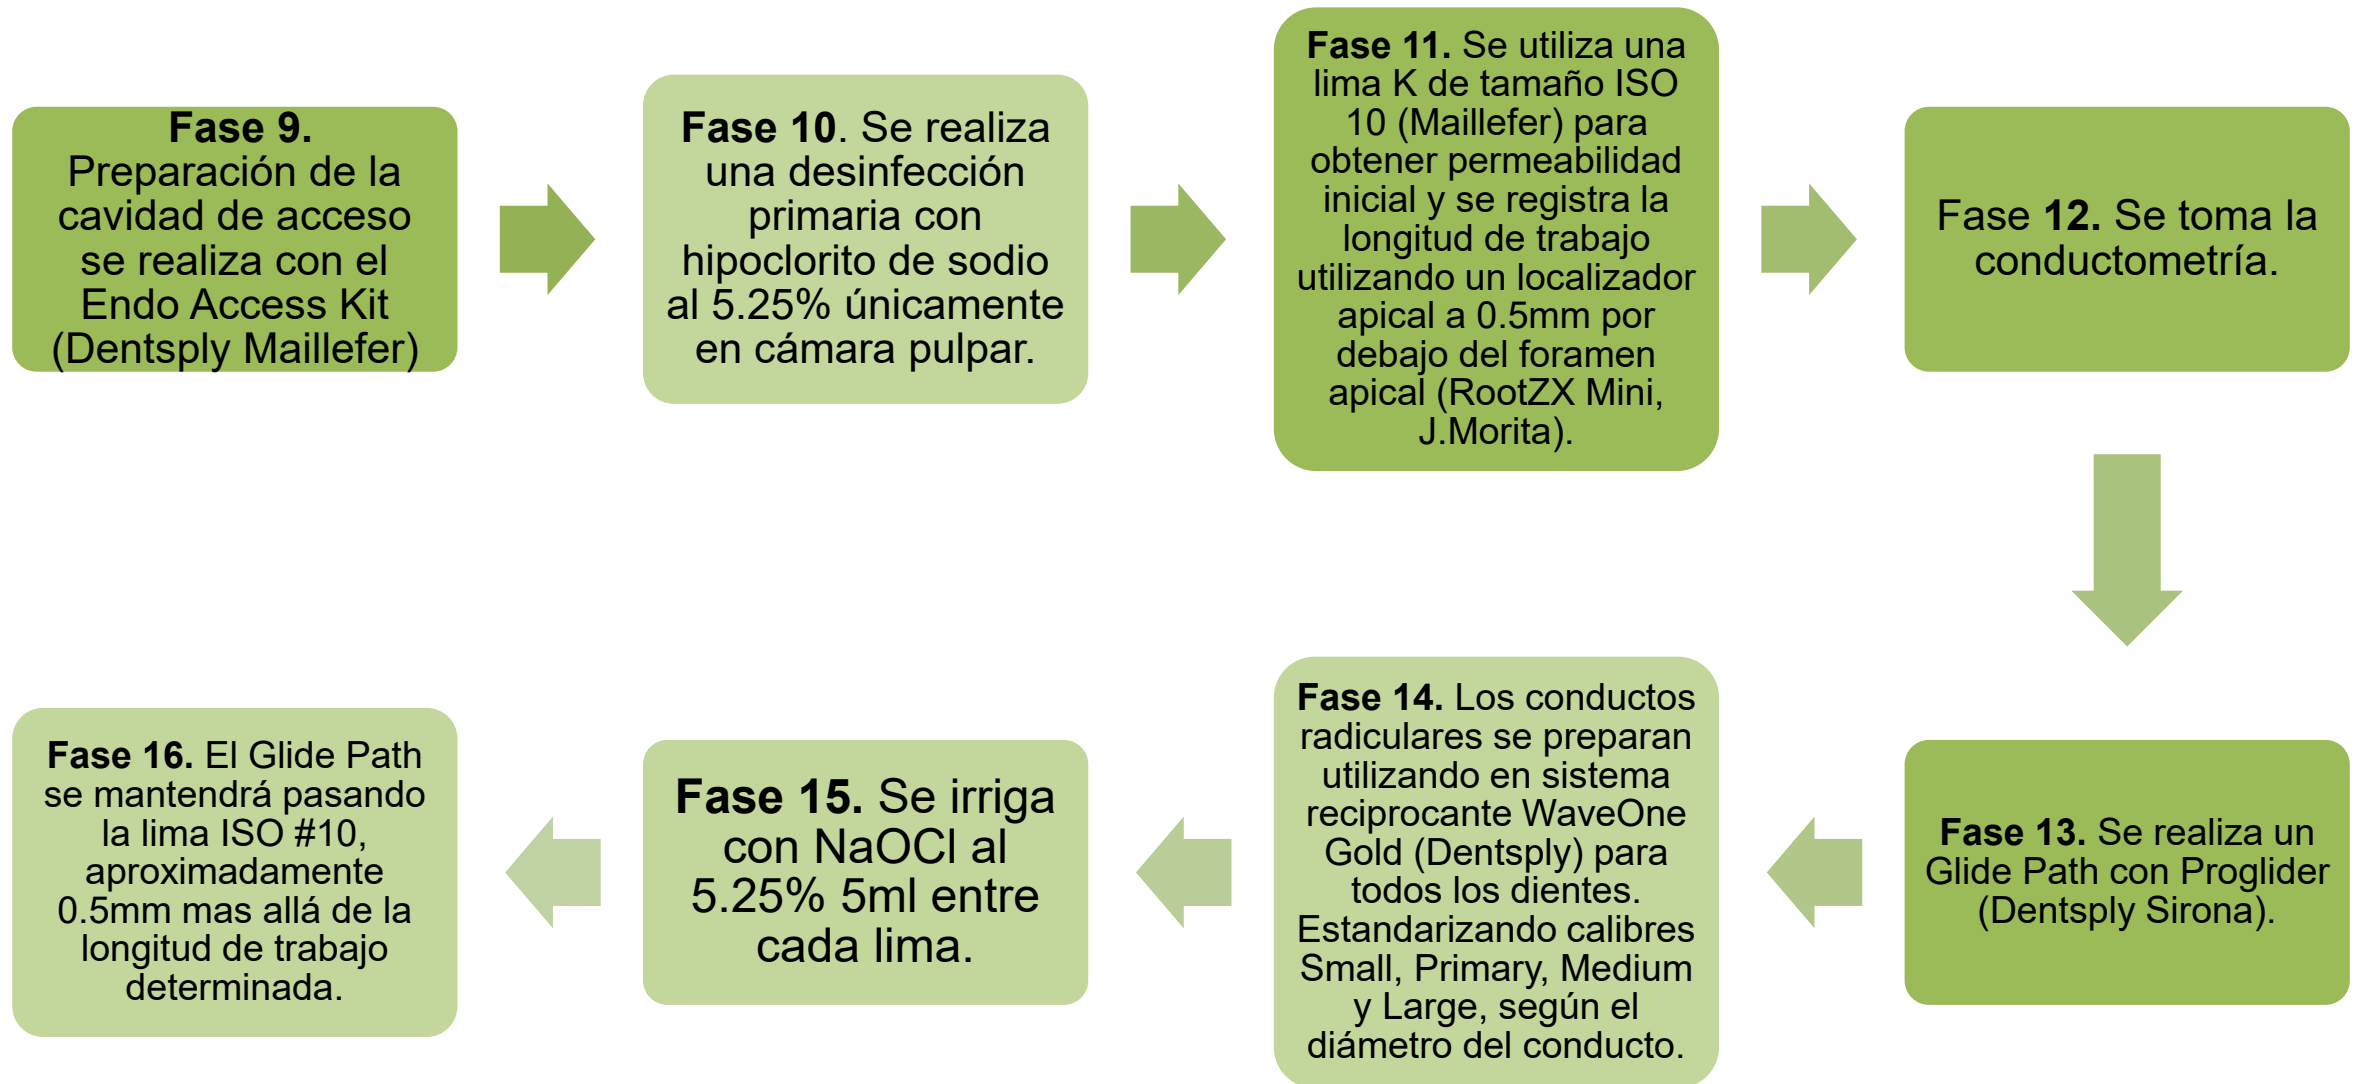 Fase 9.
Preparación de la
cavidad de acceso
se realiza con el
Endo Access Kit
(Dentsply Maillefer)
Fase 10. Se realiza
una desinfección
primaria con
hipoclorito de sodio
al 5.25% únicamente
en cámara pulpar.
Fase 11. Se utiliza una
lima K de tamaño ISO
10 (Maillefer) para
obtener permeabilidad
inicial y se registra la
longitud de trabajo
utilizando un localizador
apical a 0.5mm por
debajo del foramen
apical (RootZX Mini,
J.Morita).
Fase 12. Se toma la
conductometría.
Fase 13. Se realiza un
Glide Path con Proglider
(Dentsply Sirona).
Fase 14. Los conductos
radiculares se preparan
utilizando en sistema
reciprocante WaveOne
Gold (Dentsply) para
todos los dientes.
Estandarizando calibres
Small, Primary, Medium
y Large, según el
diámetro del conducto.
Fase 15. Se irriga
con NaOCl al
5.25% 5ml entre
cada lima.
Fase 16. El Glide Path
se mantendrá pasando
la lima ISO #10,
aproximadamente
0.5mm mas allá de la
longitud de trabajo
determinada.